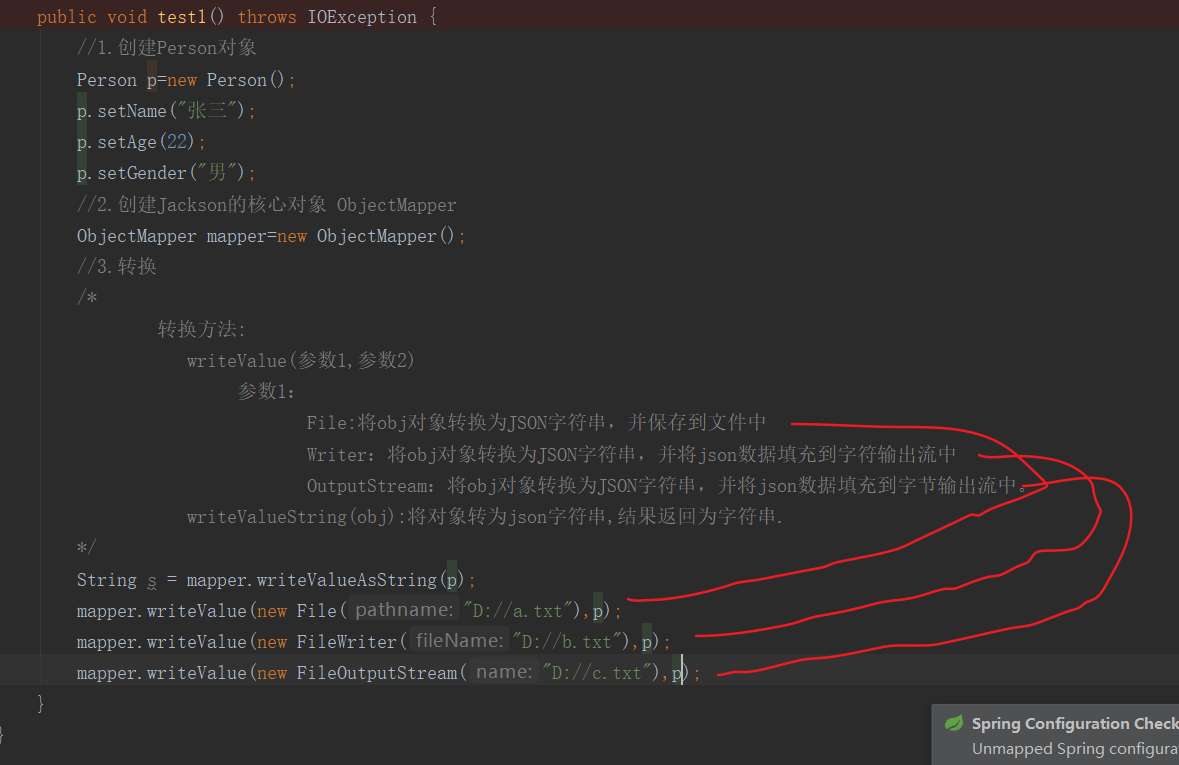 public void test1() throws IOException {
//1.创建Person对象
Person p=new Person();
p.setName("张三");
p.setAge(22);
p.setGender("男");
//2.创建Jackson的核心对象 ObjectMapper
ObjectMapper mapper=new ObjectMapper();
//3.转换
/*
转换方法:
writeValue(参数1,参数2)
参数1：
File:将obj对象转换为JSON字符串，并保存到文件中
Writer：将obj对象转换为JSON字符串，并将json数据填充到字符输出流中
OutputStream：将obj对象转换为JSON字符串，并将json数据填充到字节输出流中。
writeValueString(obj):将对象转为json字符串,结果返回为字符串.
*/
String s = mapper.writeValueAsString(p);
mapper.writeValue(new File( pathname: "D://a.txt"),p);
mapper.writeValue(new FileWriter( fileName: "D://b.txt"),p);
mapper.writeValue(new FileOutputStream( name: "D://c.txt"),p);
}
}
Spring Configuration Check
Unmapped Spring configura